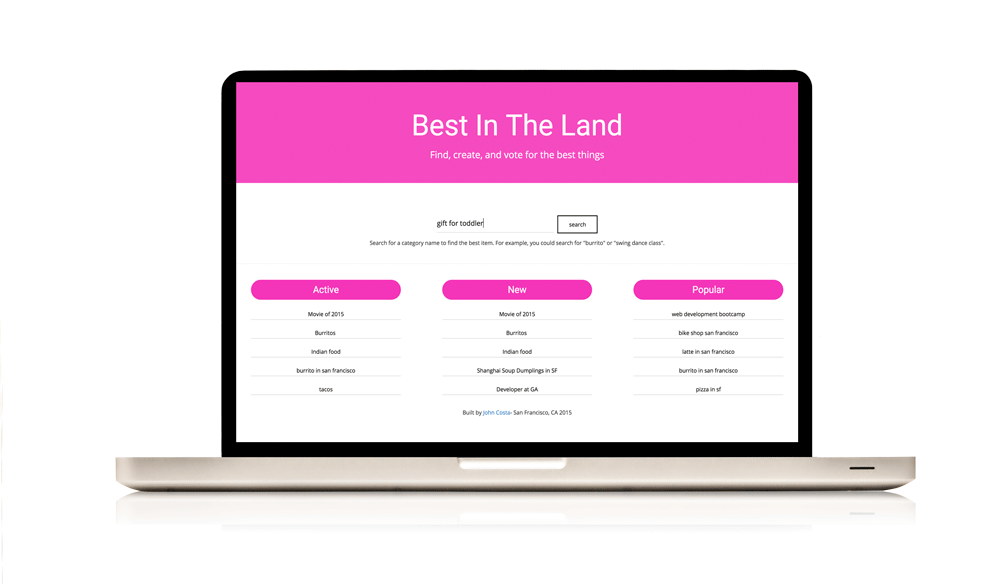 Best In The Land
Find, create, and vote for the best things
gift for toddler
search
Search for a category name to find the best item. For example, you could search for "burrito" or "swing dance class".
Active
Movie of 2015
Burritos
Indian food
burrito in san francisco
tacos
New
Movie of 2015
Burritos
Indian food
Shanghai Soup Dumplings in SF
Developer at GA
Popular
web development bootcamp
bike shop san francisco
latte in san francisco
burrito in san francisco
pizza in sf
Built by John Costa- San Francisco, CA 2015